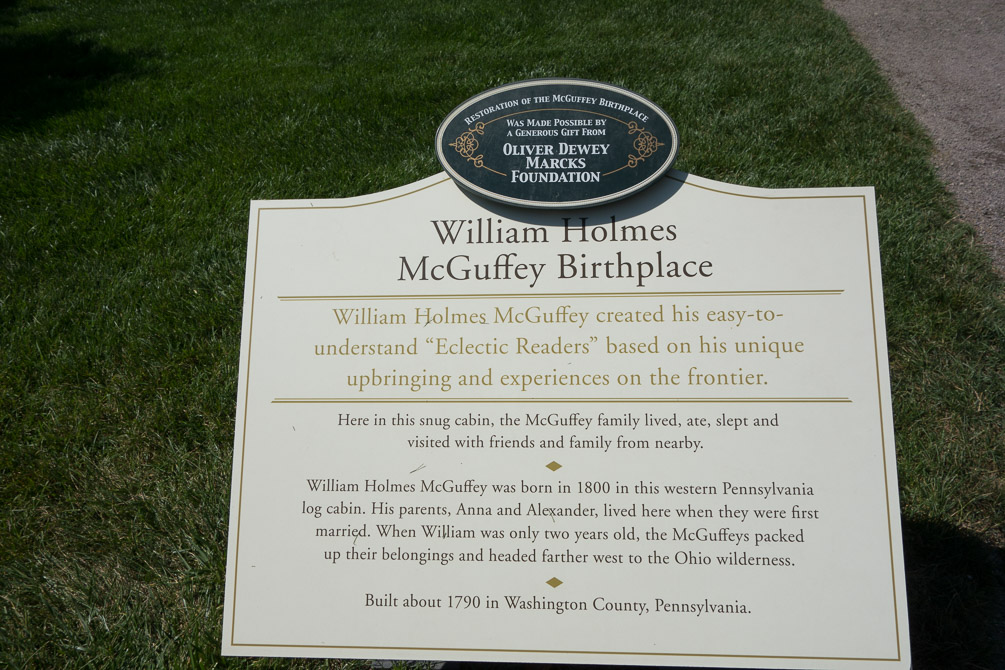 RESTORATION OF THE MCGUFFEY BIRTHPLACE
WAS MADE POSSIBLE BY
A GENEROUS GIFT FROM
OLIVER DEWEY
MARCKS
FOUNDATION
William Holmes
McGuffey Birthplace
William Holmes McGuffey created his easy-to-
understand “Eclectic Readers” based on his unique
upbringing and experiences on the frontier.
Here in this snug cabin, the McGuffey family lived, ate, slept and
visited with friends and family from nearby.
William Holmes McGuffey was born in 1800 in this western Pennsylvania
log cabin. His parents, Anna and Alexander, lived here when they were first
married. When William was only two years old, the McGuffeys packed
up their belongings and headed farther west to the Ohio wilderness.
Built about 1790 in Washington County, Pennsylvania.